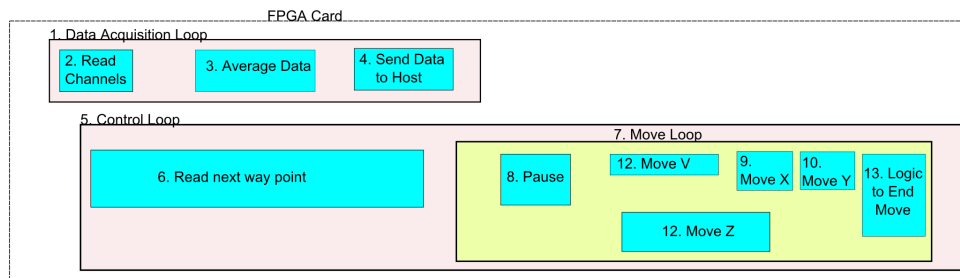 FPGA Card
1. Data Acquisition Loop
2. Read
Channels
3. Average Data
4. Send Data
to Host
5. Control Loop
7. Move Loop
6. Read next way point
8. Pause
12. Move V
9.
Move X
10.
Move Y
13. Logic
to End
Move
12. Move Z